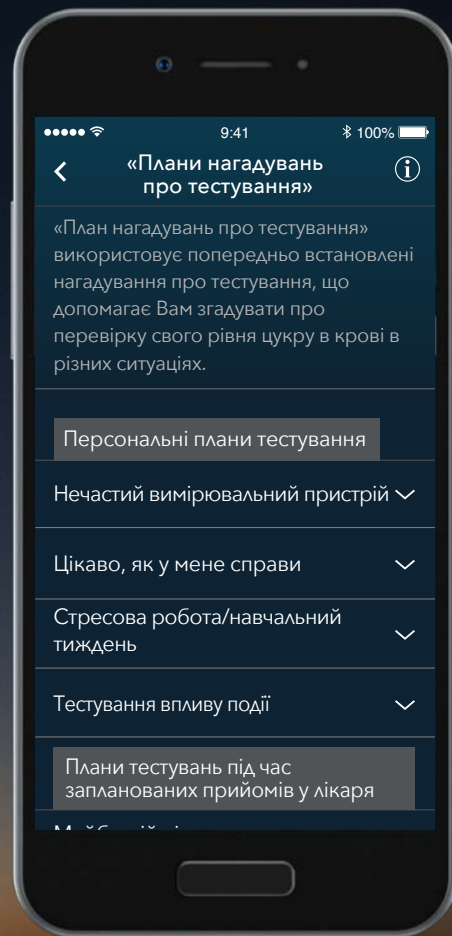 9:41
100%
«Плани нагадувань
про тестування»
«План нагадувань про тестування»
використовує попередньо встановлені
нагадування про тестування, що
допомагає Вам згадувати про
перевірку свого рівня цукру в крові в
різних ситуаціях.
Персональні плани тестування
Нечастий вимірювальний пристрій
Цікаво, як у мене справи
Стресова робота/навчальний
тиждень
Тестування впливу події
Плани тестувань під час
запланованих прийомів у лікаря